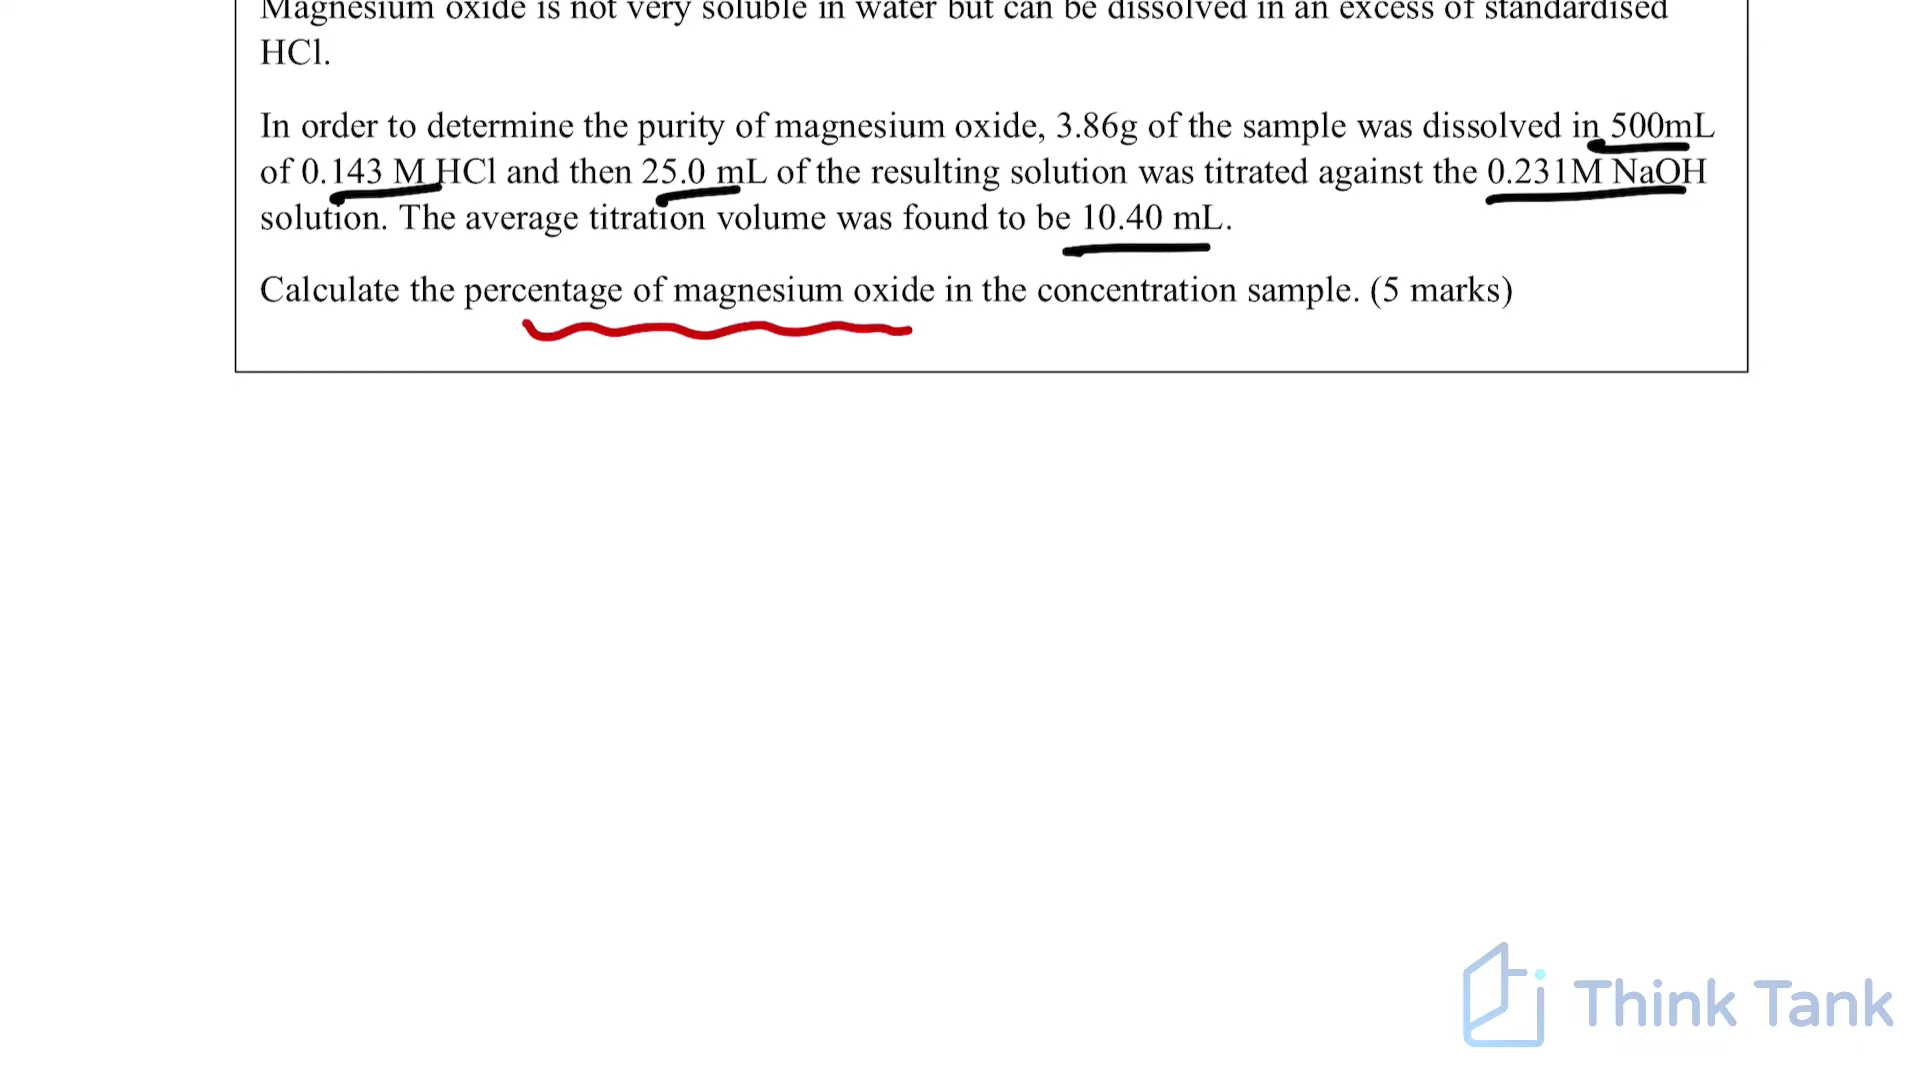 Magnesium oxide is not very soluble in water but can be dissolved in an excess of standardised
HCl.
In order to determine the purity of magnesium oxide, 3.86g of the sample was dissolved in 500mL
of 0.143 M HCl and then 25.0 mL of the resulting solution was titrated against the 0.231M NaOH
solution. The average titration volume was found to be 10.40 mL.
Calculate the percentage of magnesium oxide in the concentration sample. (5 marks)
Think Tank